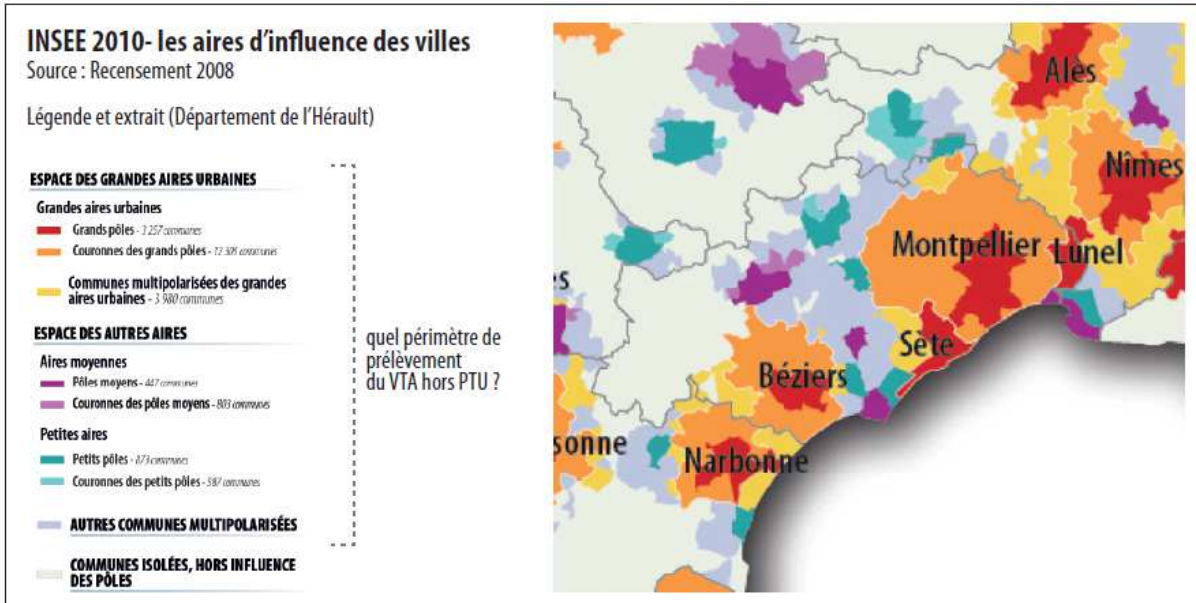 INSEE 2010- les aires d'influence des villes
Source : Recensement 2008
Légende et extrait (Département de l'Hérault)
ESPACE DES GRANDES AIRES URBAINES
Grandes aires urbaines
Grands pôles - 3 257 communes
Couronnes des grands pôles - 12 305 communes
Communes multipolarisées des grandes
aires urbaines - 3 980 communes
ESPACE DES AUTRES AIRES
Aires moyennes
Pôles moyens - 447 communes
Couronnes des pôles moyens - 803 communes
Petites aires
Petits pôles - 873 communes
Couronnes des petits pôles - 587 communes
AUTRES COMMUNES MULTIPOLARISÉES
COMMUNES ISOLÉES, HORS INFLUENCE
DES PÔLES
quel périmètre de
prélèvement
du VTA hors PTU ?
Alès
Nîmes
Montpellier
Lunel
es
Sète
Béziers
sonne
Narbonne